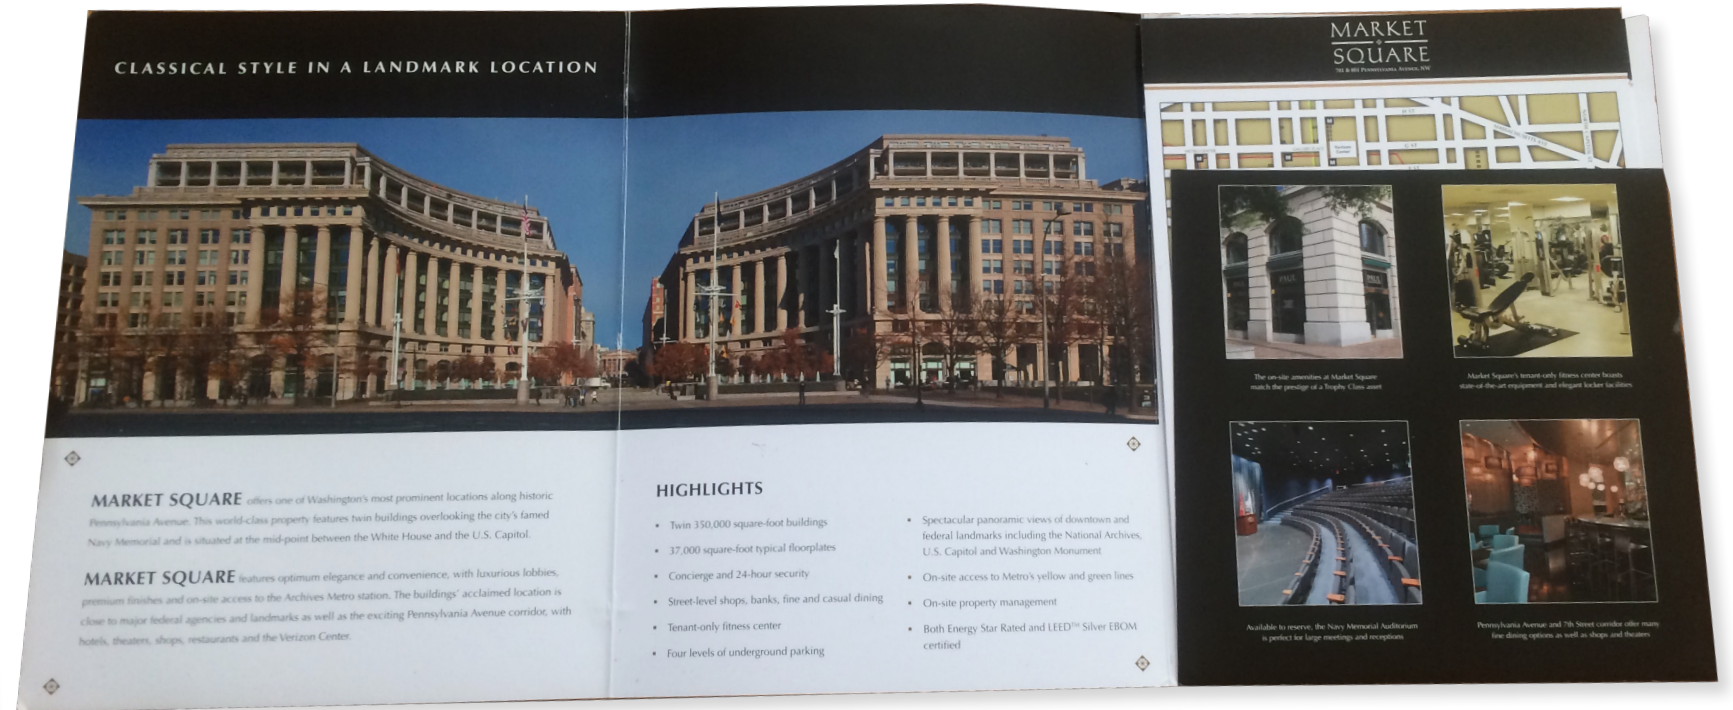 CLASSICAL STYLE IN A LANDMARK LOCATION
MARKET SQUARE offers one of Washington's most prominent locations along historic
Pennsylvania Avenue. This world-class property features twin buildings overlooking the city's famed
Navy Memorial and is situated at the mid-point between the White House and the U.S. Capitol.
MARKET SQUARE features optimum elegance and convenience, with luxurious lobbies,
premium finishes and on-site access to the Archives Metro station. The buildings' acclaimed location is
close to major federal agencies and landmarks as well as the exciting Pennsylvania Avenue corridor, with
hotels, theaters, shops, restaurants and the Verizon Center.
HIGHLIGHTS
• Twin 350,000 square-foot buildings
• 37,000 square-foot typical floorplates
• Concierge and 24-hour security
• Street-level shops, banks, fine and casual dining
• Tenant-only fitness center
• Four levels of underground parking
• Spectacular panoramic views of downtown and
federal landmarks including the National Archives,
U.S. Capitol and Washington Monument
• On-site access to Metro's yellow and green lines
• On-site property management
• Both Energy Star Rated and LEED™ Silver EBOM
certified
MARKET
SQUARE
701 & 801 PENNSYLVANIA AVENUE, NW
Verizon
Center
PAUL
The on-site amenities at Market Square
match the prestige of a Trophy Class asset
Market Square's tenant-only fitness center boasts
state-of-the-art equipment and elegant locker facilities
Available to reserve, the Navy Memorial Auditorium
is perfect for large meetings and receptions
Pennsylvania Avenue and 7th Street corridor offer many
fine dining options as well as shops and theaters